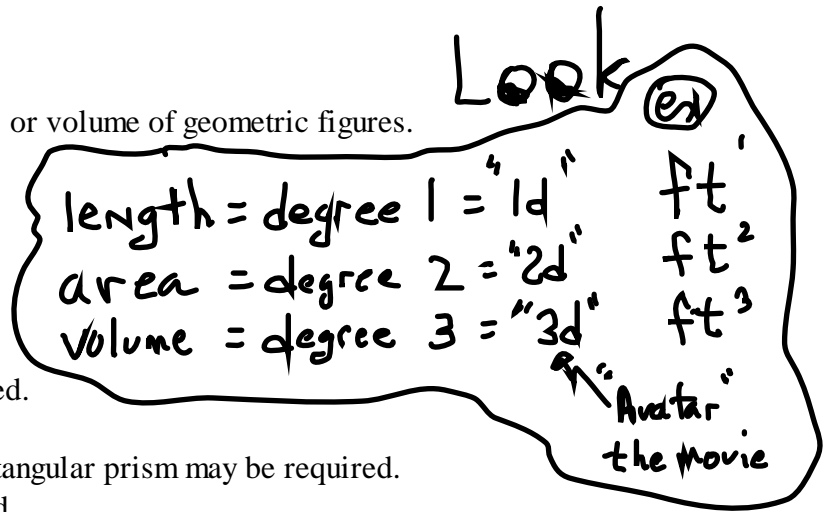 Look
or volume of geometric figures.
ex
length = degree 1 = "1d" ft¹
area = degree 2 = "2d" ft²
volume = degree 3 = "3d" ft³
ed.
"Avatar"
the movie
tangular prism may be required.
d